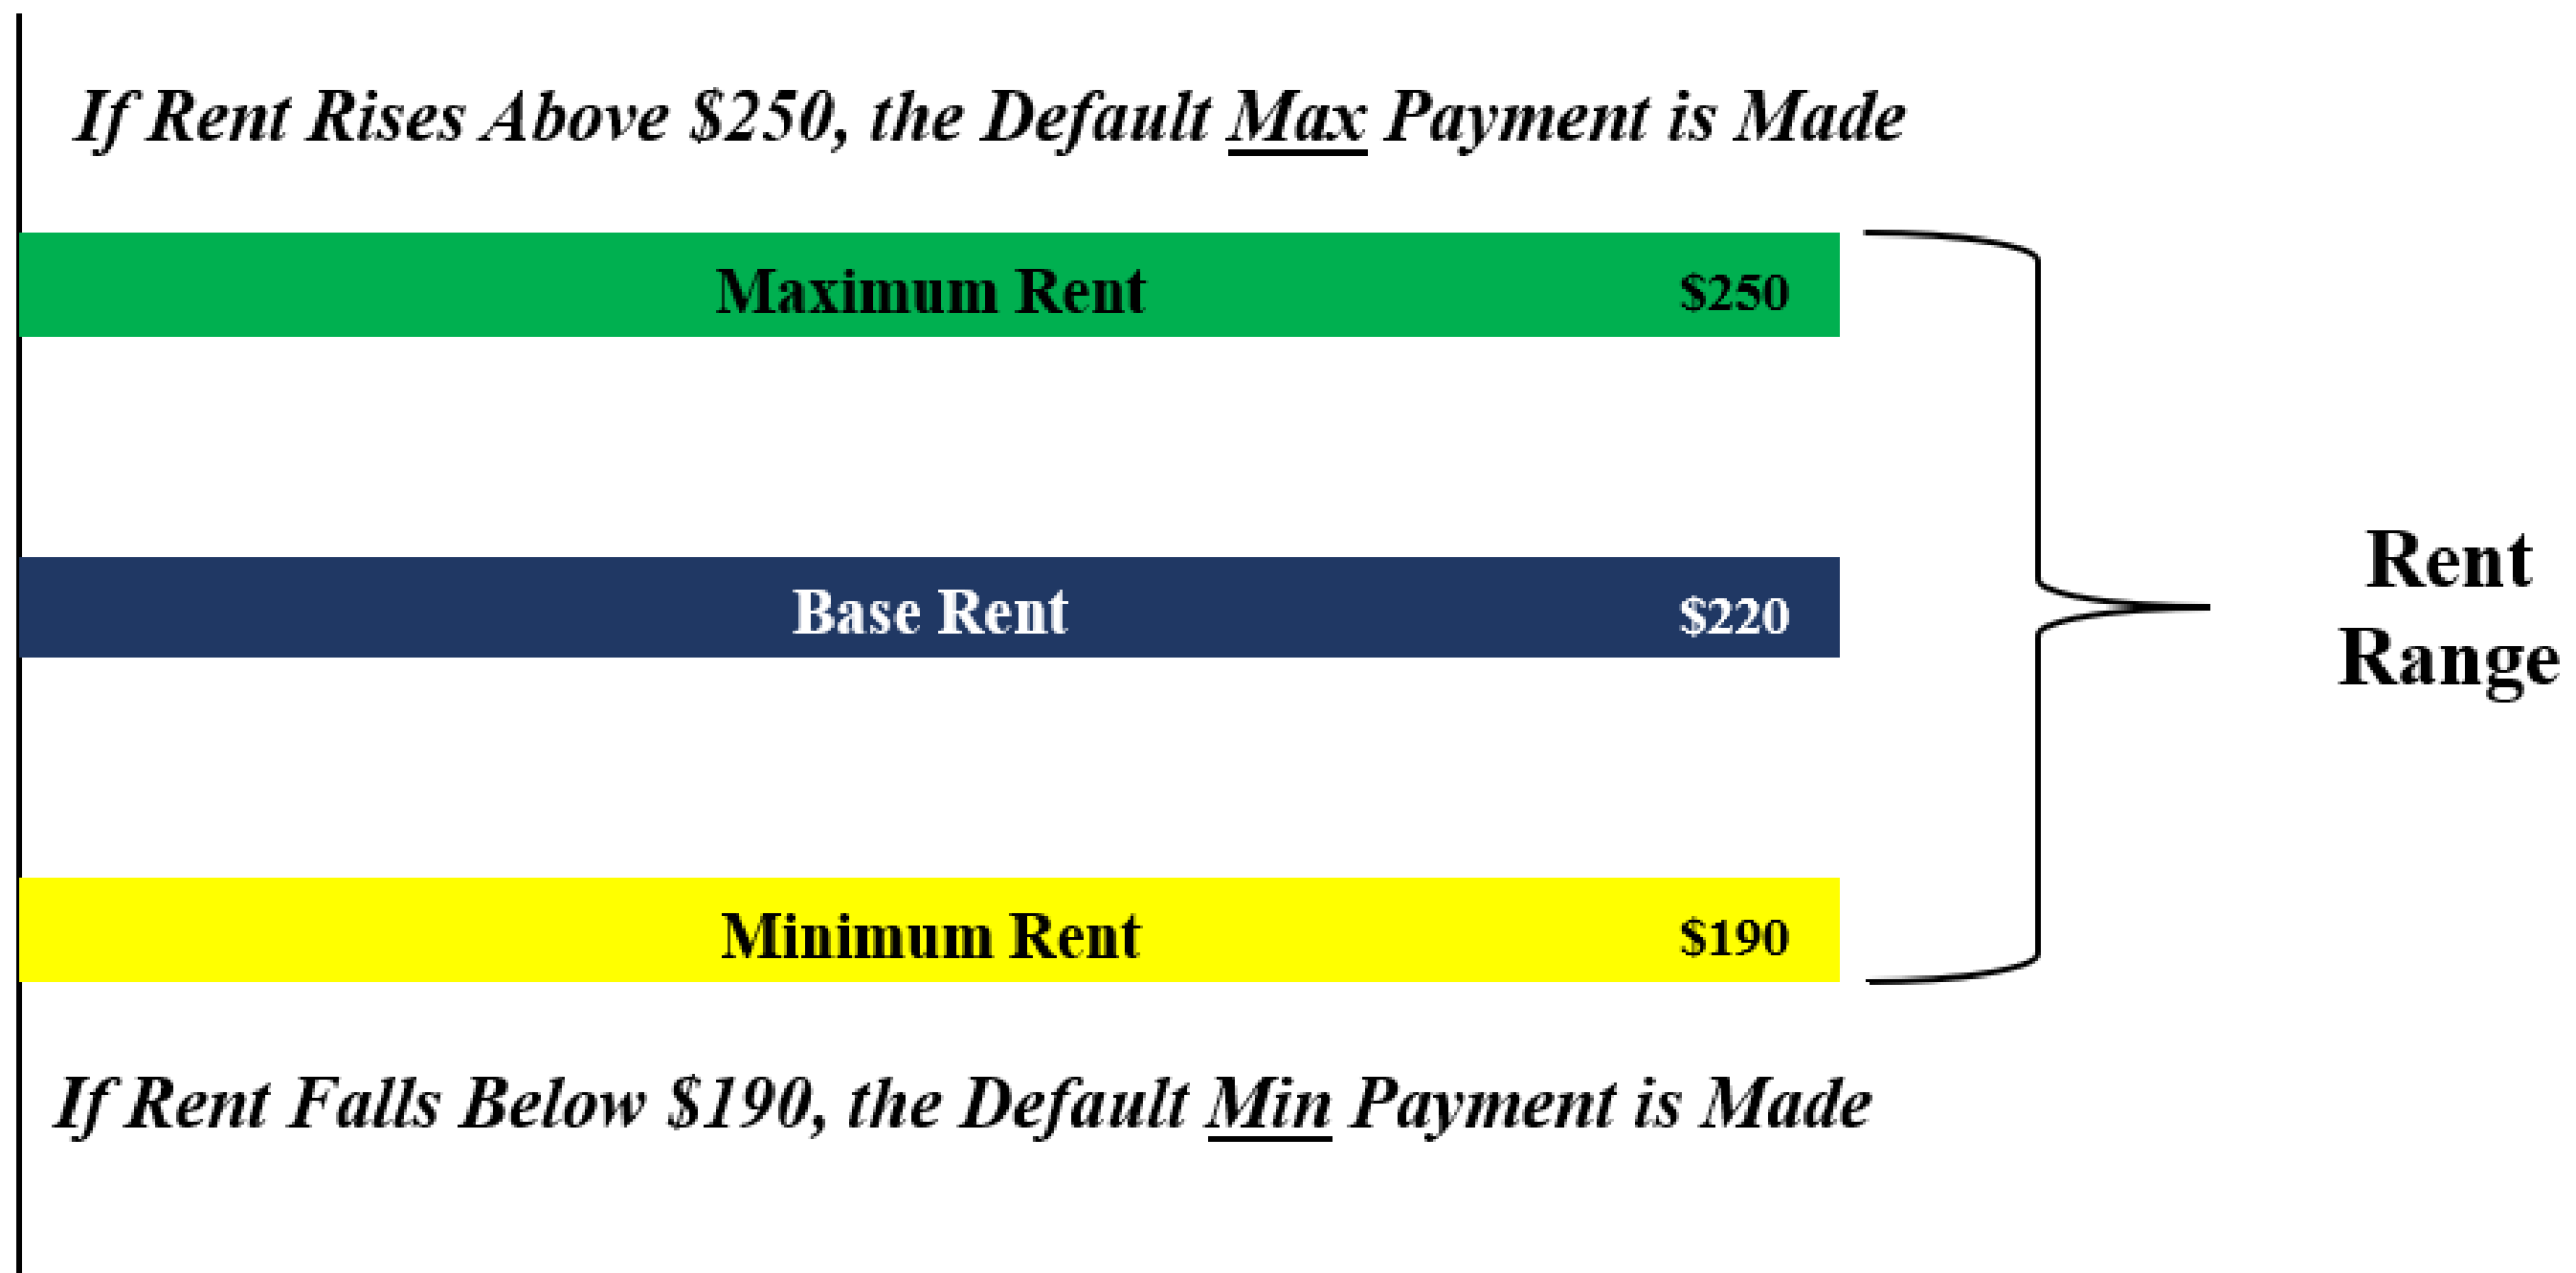 If Rent Rises Above $250, the Default Max Payment is Made
Maximum Rent $250
Base Rent $220
Rent
Range
Minimum Rent $190
If Rent Falls Below $190, the Default Min Payment is Made